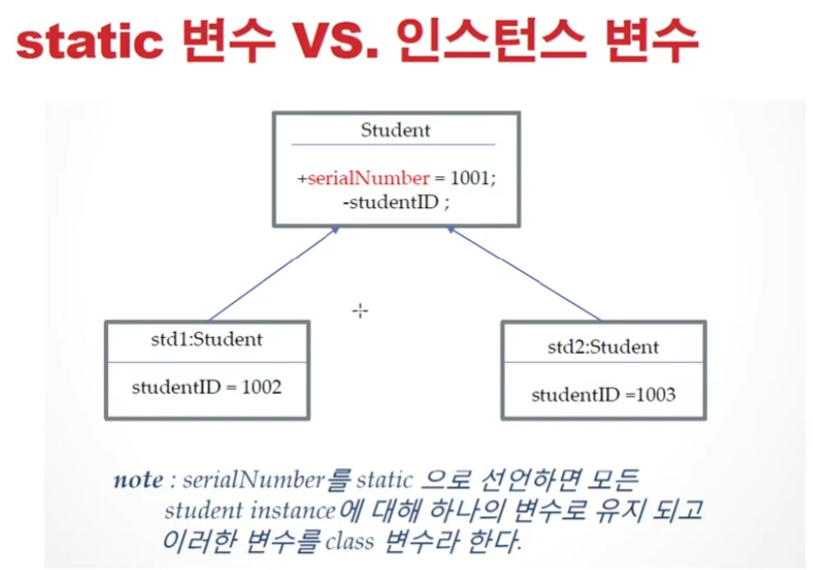 static 변수 VS. 인스턴스 변수
Student
+serialNumber = 1001;
-studentID ;
std1:Student
studentID = 1002
std2:Student
studentID =1003
note : serialNumber를 static 으로 선언하면 모든
student instance에 대해 하나의 변수로 유지 되고
이러한 변수를 class 변수라 한다.